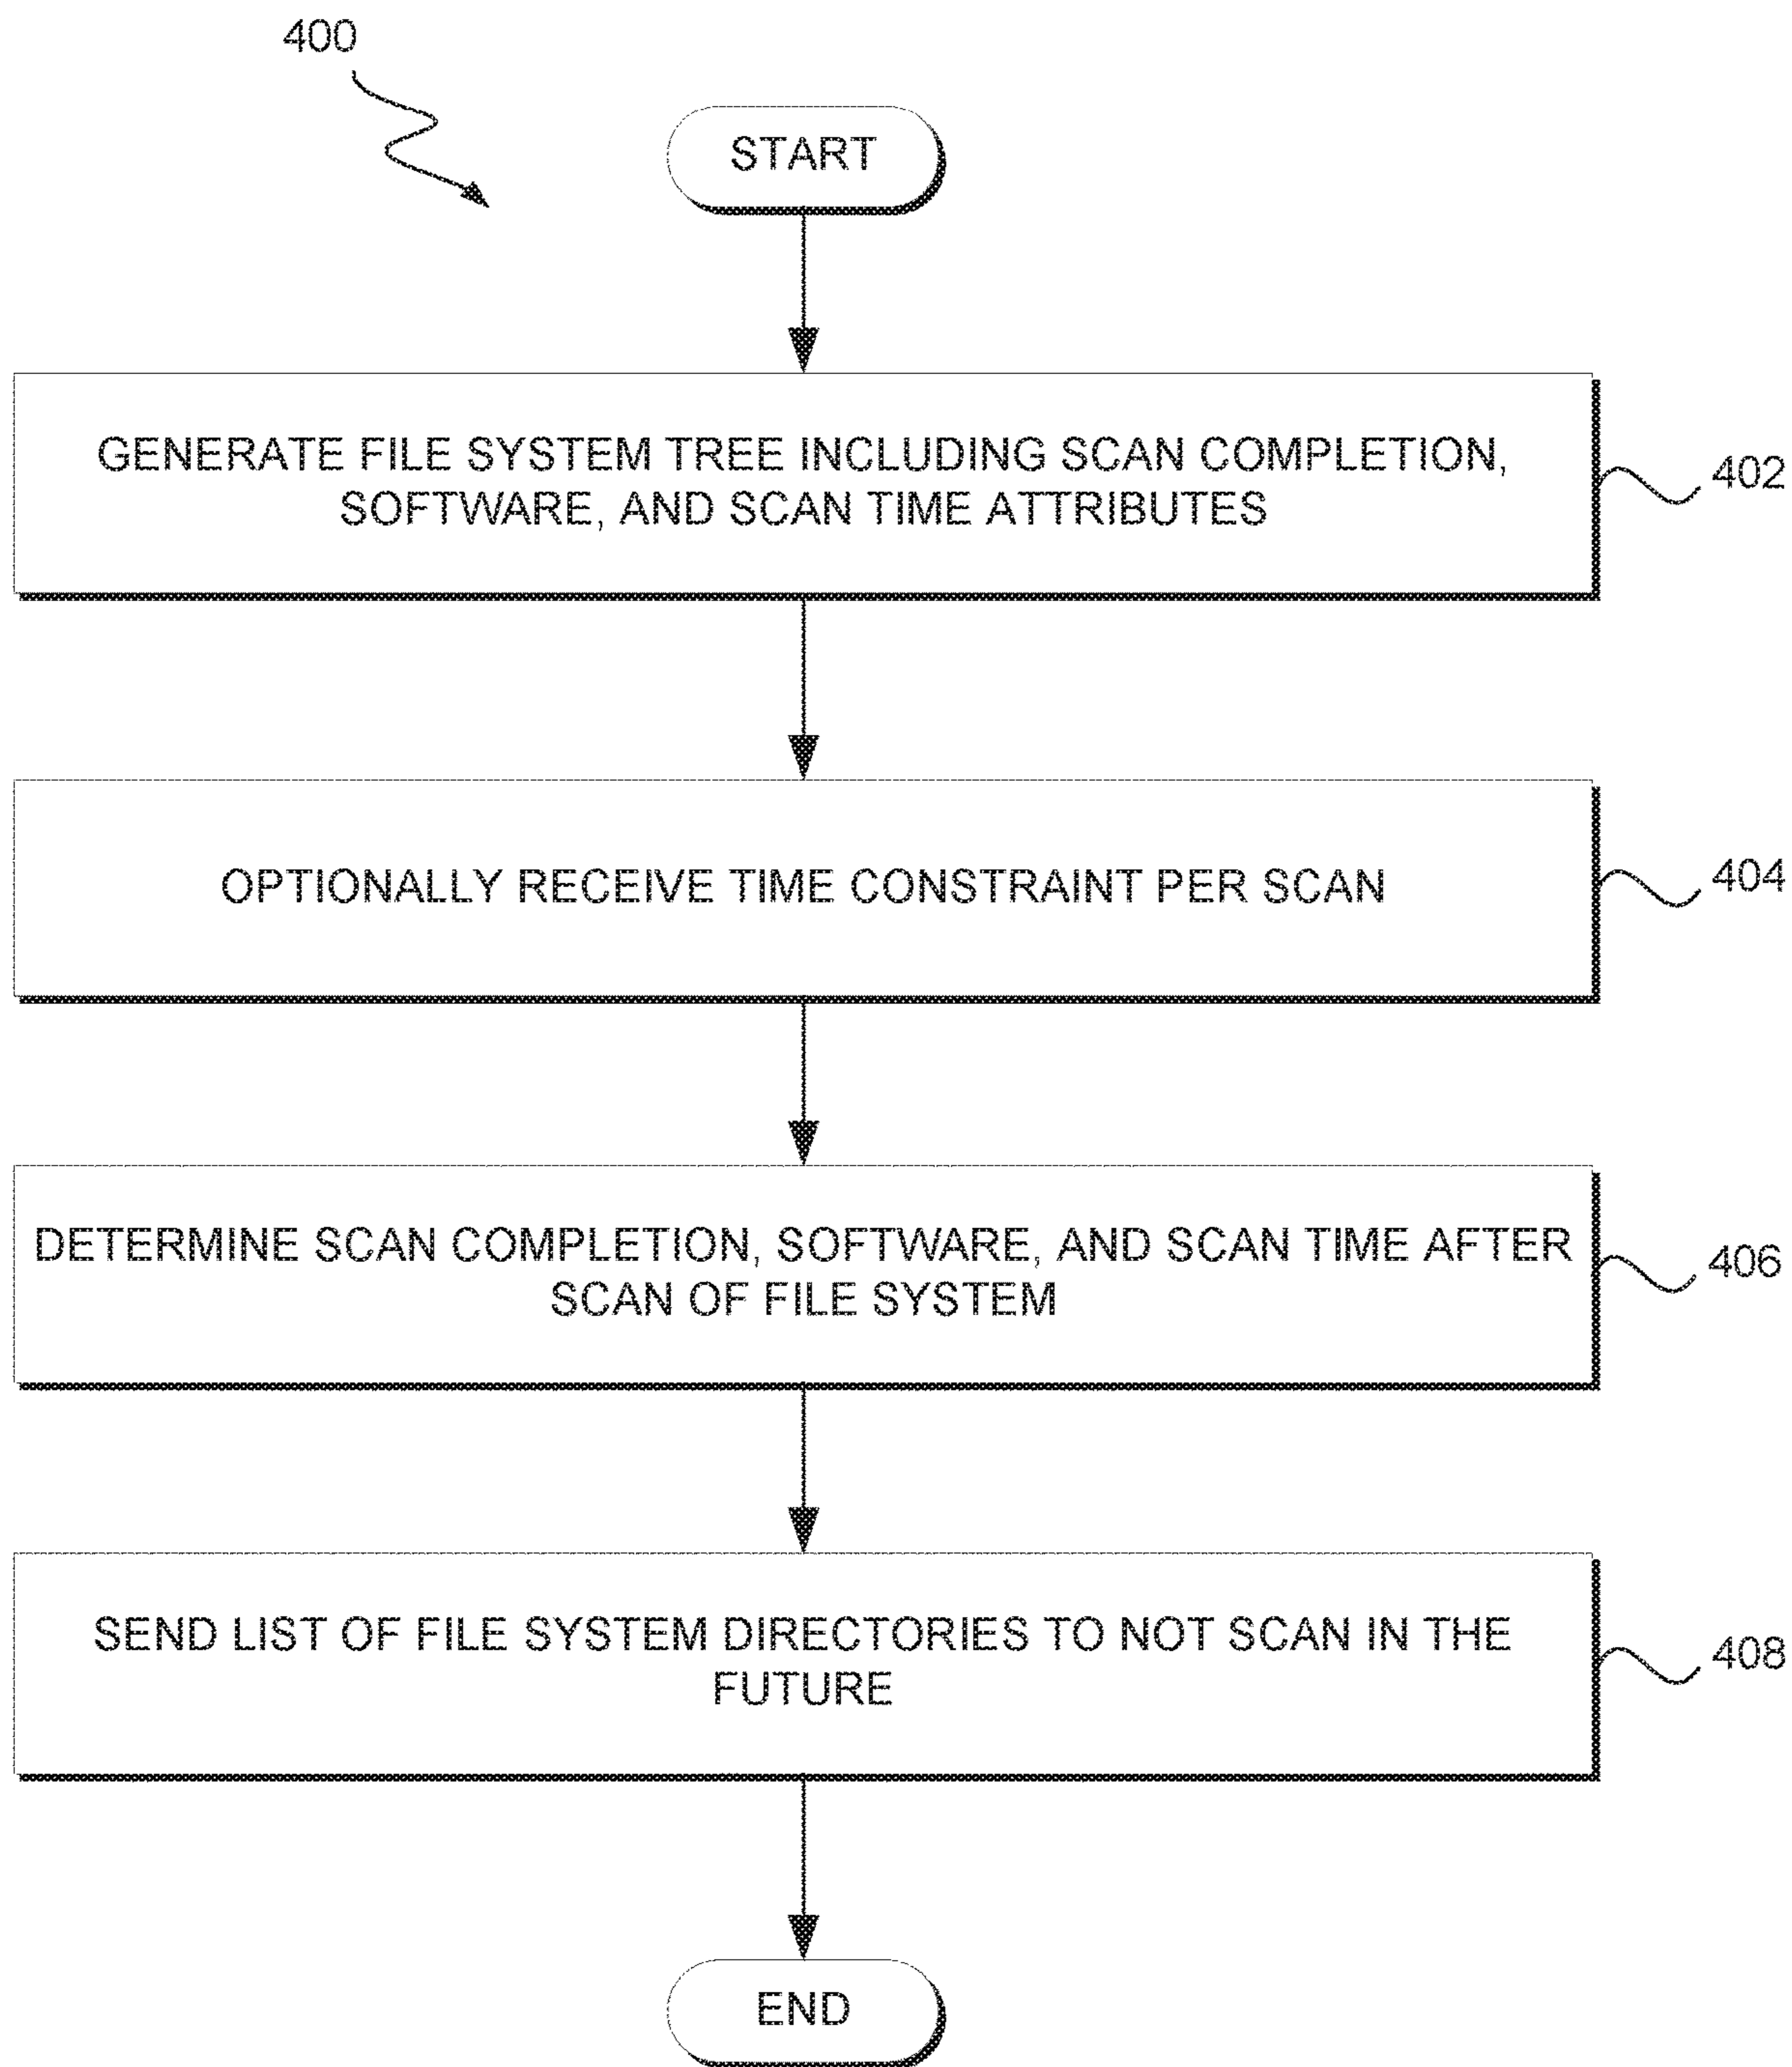 400
START
GENERATE FILE SYSTEM TREE INCLUDING SCAN COMPLETION,
SOFTWARE, AND SCAN TIME ATTRIBUTES
402
OPTIONALLY RECEIVE TIME CONSTRAINT PER SCAN
404
DETERMINE SCAN COMPLETION, SOFTWARE, AND SCAN TIME AFTER
SCAN OF FILE SYSTEM
406
SEND LIST OF FILE SYSTEM DIRECTORIES TO NOT SCAN IN THE
FUTURE
408
END